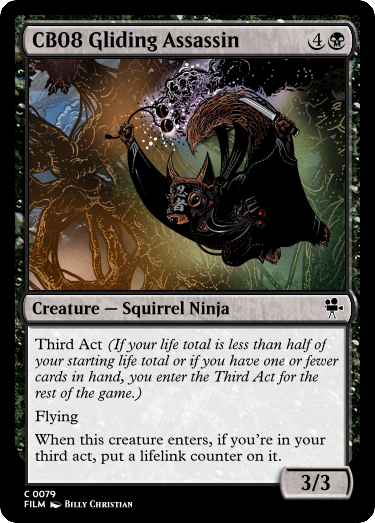 CB08 Gliding Assassin 4
Creature — Squirrel Ninja
Third Act (If your life total is less than half of
your starting life total or if you have one or fewer
cards in hand, you enter the Third Act for the
rest of the game.)
Flying
When this creature enters, if you're in your
third act, put a lifelink counter on it.
3/3
C 0079
FILM Billy Christian